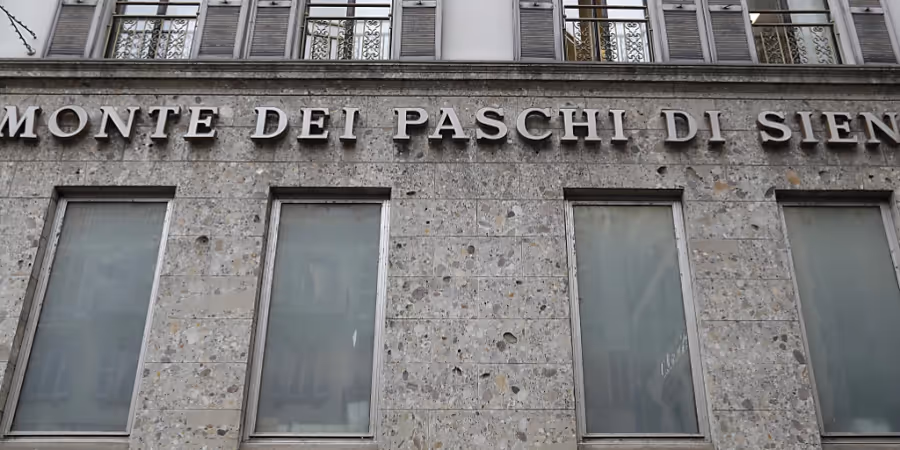 MONTE DEI PASCHI DI SIEN